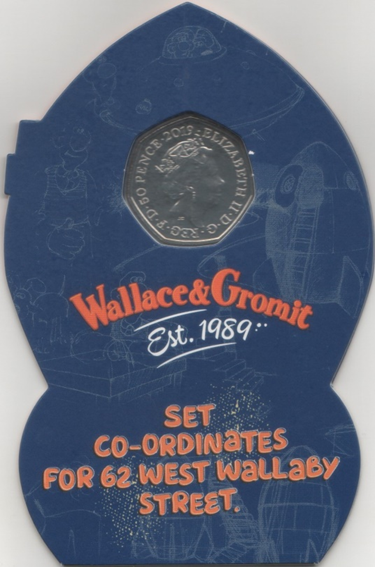 ELIZABETH II·D·G·REG·F·D·50 PENCE·2019·
Wallace & Gromit
Est. 1989
SET
CO-ORDINATES
FOR 62 WEST WALLABY
STREET.